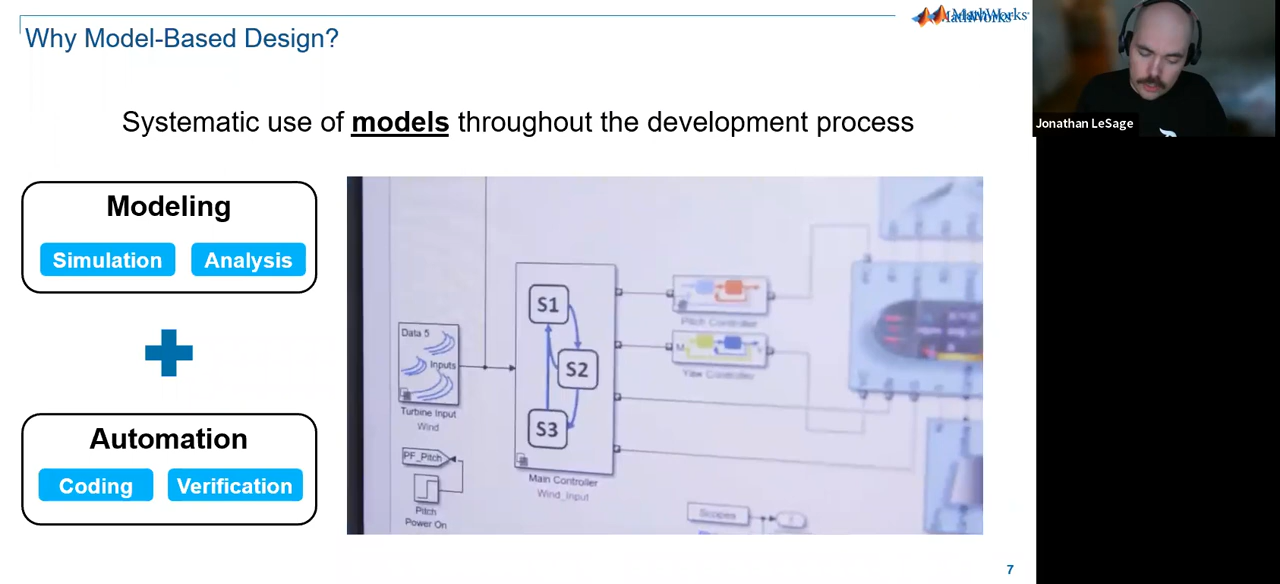 Why Model-Based Design?
MathWorks®
Jonathan LeSage
Systematic use of models throughout the development process
Modeling
Simulation
Analysis
Automation
Coding
Verification
Data 5
Inputs
Turbine Input
Wind
PF_Pitch
Pitch
Power On
S1
S2
S3
Main Controller
Wind_Input
Pitch Controller
M
Yaw Controller
Scopes
7